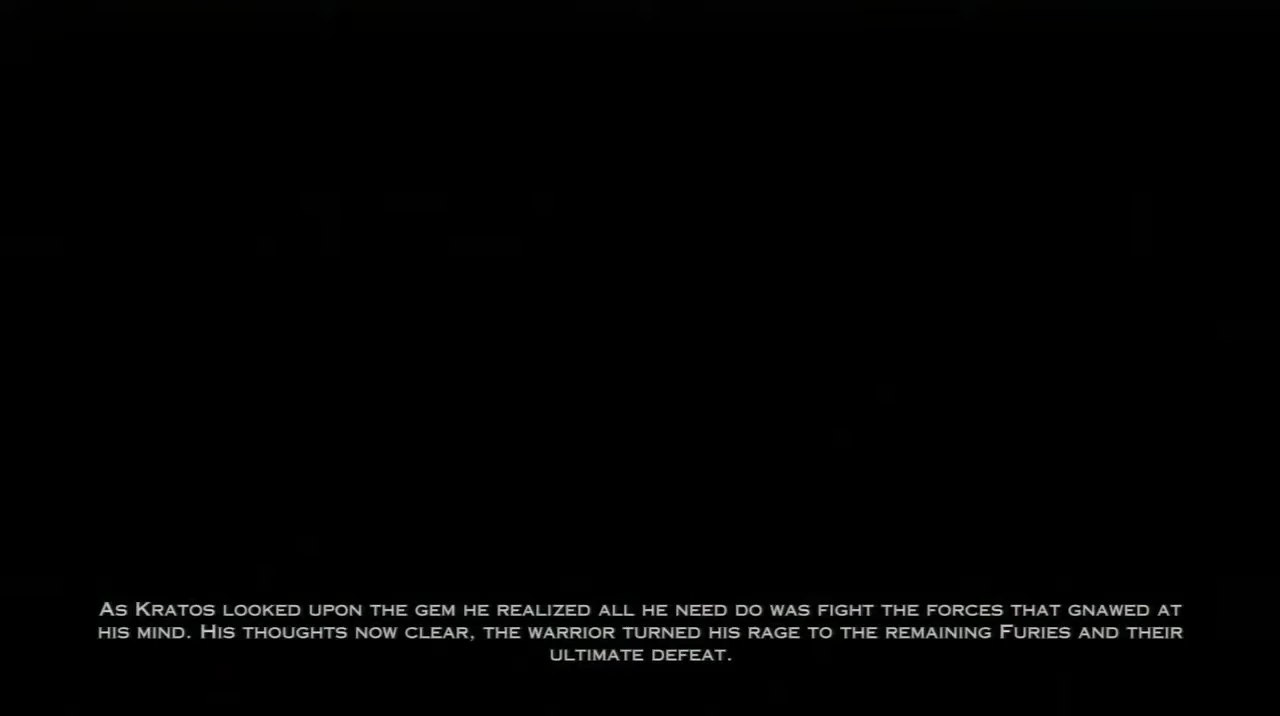 As Kratos looked upon the gem he realized all he need do was fight the forces that gnawed at
his mind. His thoughts now clear, the warrior turned his rage to the remaining Furies and their
ultimate defeat.